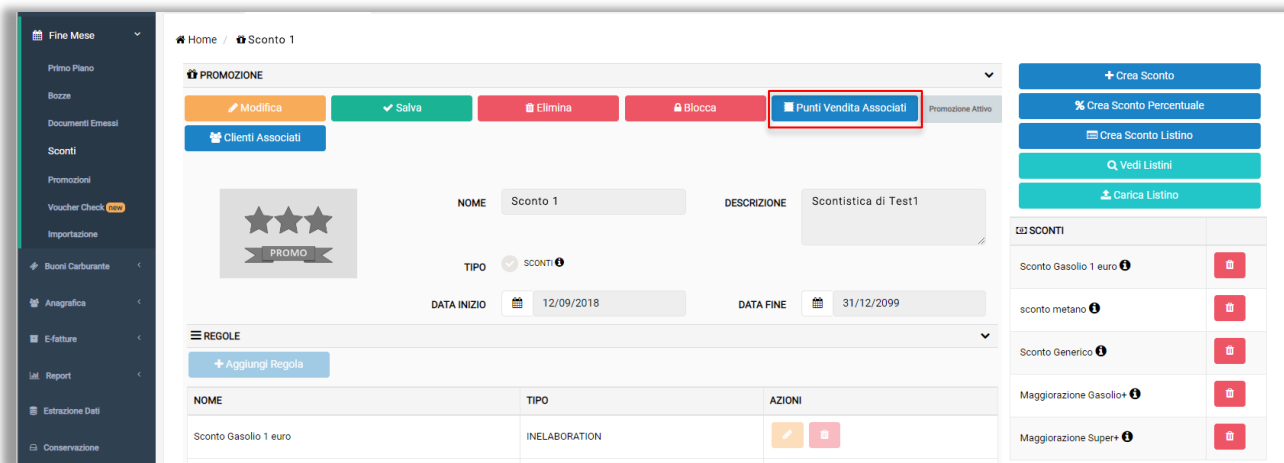 Fine Mese
Primo Piano
Bozze
Documenti Emessi
Sconti
Promozioni
Voucher Check new
Importazione
Buoni Carburante
Anagrafica
E-fatture
Report
Estrazione Dati
Conservazione
Home / Sconto 1
PROMOZIONE
Modifica Salva Elimina Blocca Punti Vendita Associati Promozione Attivo
Clienti Associati
PROMO
NOME Sconto 1 DESCRIZIONE Scontistica di Test1
TIPO SCONTI
DATA INIZIO 12/09/2018 DATA FINE 31/12/2099
REGOLE
+ Aggiungi Regola
NOME TIPO AZIONI
Sconto Gasolio 1 euro INELABORATION
+ Crea Sconto
% Crea Sconto Percentuale
Crea Sconto Listino
Vedi Listini
Carica Listino
SCONTI
Sconto Gasolio 1 euro
sconto metano
Sconto Generico
Maggiorazione Gasolio+
Maggiorazione Super+